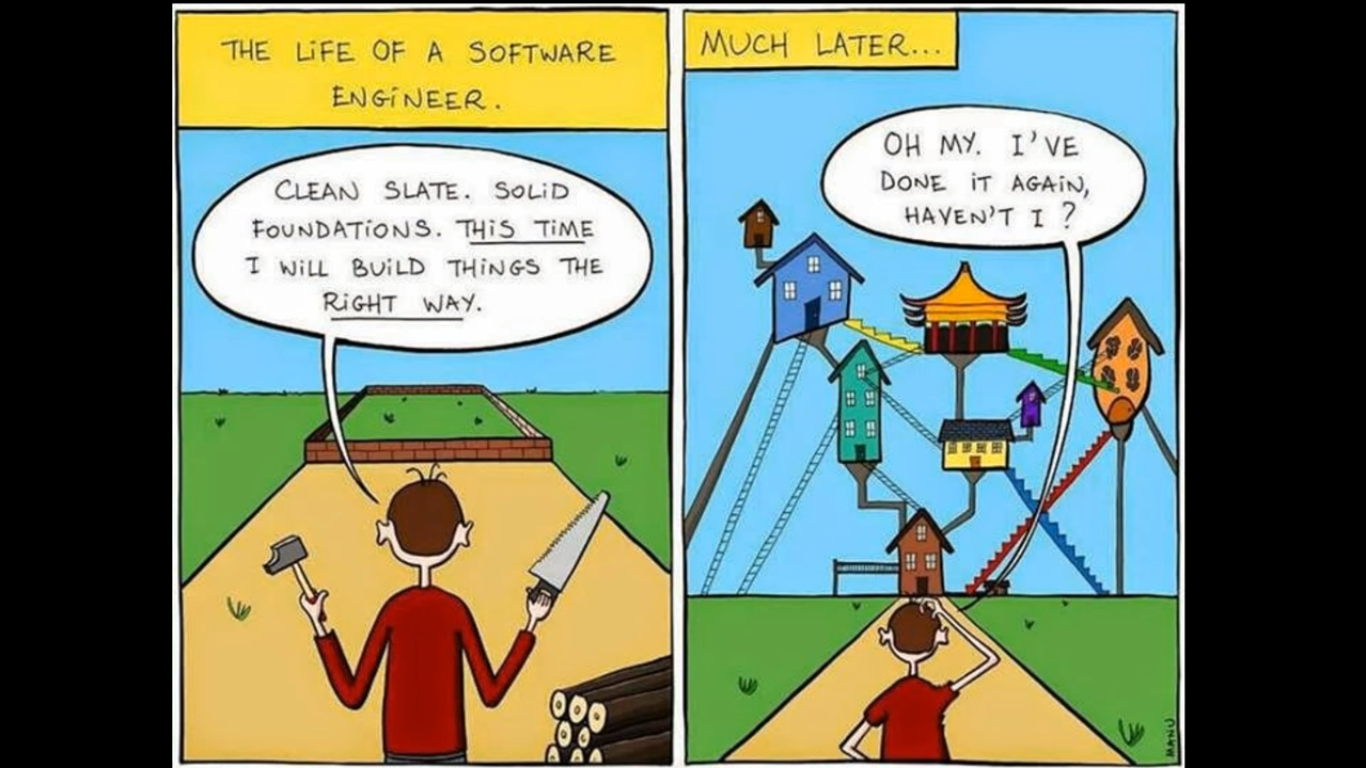 THE LiFE OF A SOFTWARE
ENGiNEER.
CLEAN SLATE. SOLiD
FOUNDATiONS. THiS TiME
I WiLL BUiLD THiNGS THE
RiGHT WAY.
MUCH LATER...
OH MY. I'VE
DONE iT AGAiN,
HAVEN'T I ?
MANU